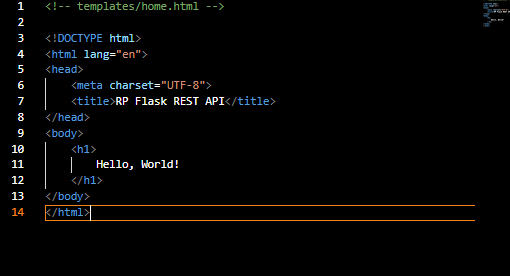 1 <!-- templates/home.html -->
2
3 <!DOCTYPE html>
4 <html lang="en">
5 <head>
6     <meta charset="UTF-8">
7     <title>RP Flask REST API</title>
8 </head>
9 <body>
10     <h1>
11         Hello, World!
12     </h1>
13 </body>
14 </html>